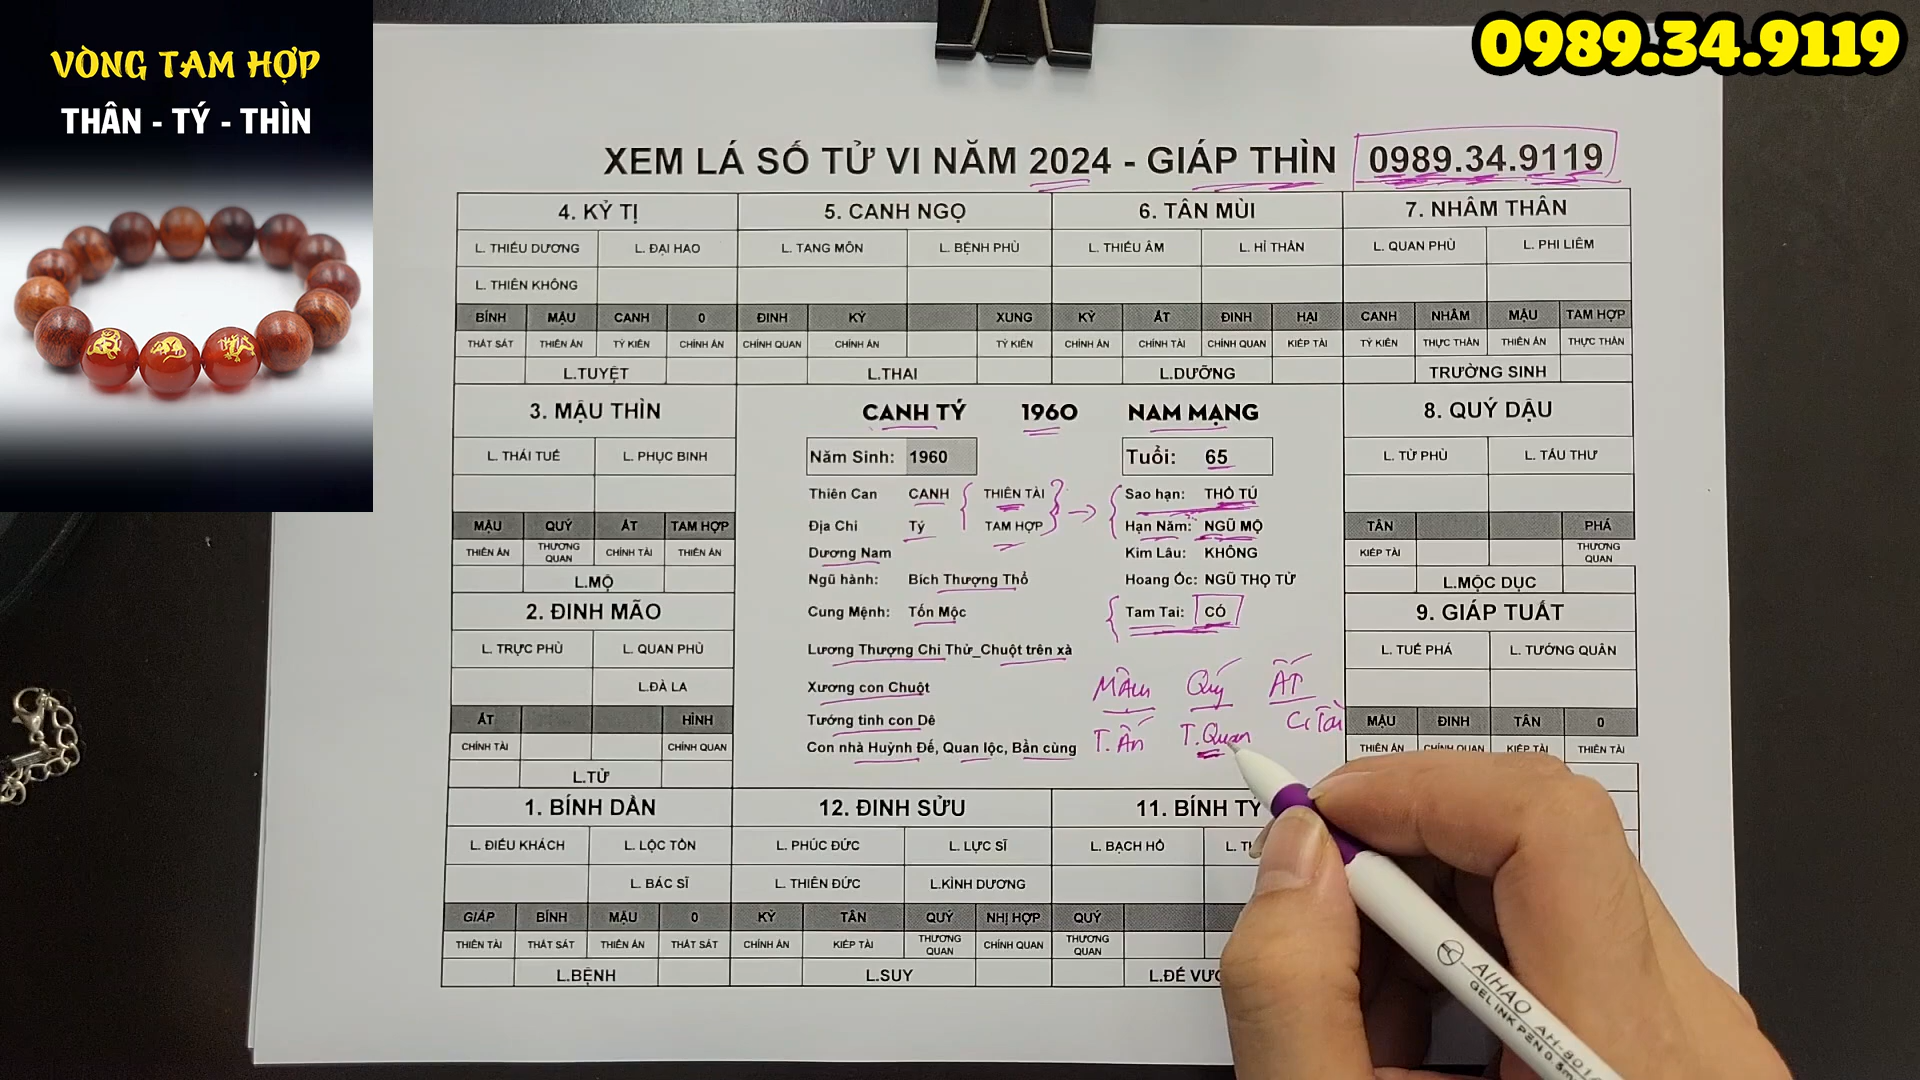 VÒNG TAM HỢP
THÂN - TÝ - THÌN
0989.34.9119
XEM LÁ SỐ TỬ VI NĂM 2024 - GIÁP THÌN 0989.34.9119
4. KỶ TỊ
L. THIẾU DƯƠNG L. ĐẠI HAO
L. THIÊN KHÔNG
BÍNH MẬU CANH 0
THẤT SÁT THIÊN ẤN TỶ KIÊN CHÍNH ẤN
L.TUYỆT
5. CANH NGỌ
L. TANG MÔN L. BỆNH PHÙ
ĐINH KỶ XUNG
CHÍNH QUAN CHÍNH ẤN TỶ KIÊN
L.THAI
6. TÂN MÙI
L. THIẾU ÂM L. HỈ THẦN
KỶ ẤT ĐINH HẠI
CHÍNH ẤN CHÍNH TÀI CHÍNH QUAN KIẾP TÀI
L.DƯỠNG
7. NHÂM THÂN
L. QUAN PHÙ L. PHI LIÊM
CANH NHÂM MẬU TAM HỢP
TỶ KIÊN THỰC THẦN THIÊN ẤN THỰC THẦN
TRƯỜNG SINH
3. MẬU THÌN
L. THÁI TUẾ L. PHỤC BINH
MẬU QUÝ ẤT TAM HỢP
THIÊN ẤN THƯƠNG QUAN CHÍNH TÀI THIÊN ẤN
L.MỘ
CANH TÝ 1960 NAM MẠNG
Năm Sinh: 1960 Tuổi: 65
Thiên Can CANH THIÊN TÀI Sao hạn: THỔ TÚ
Địa Chi Tý TAM HỢP Hạn Năm: NGŨ MỘ
Dương Nam Kim Lâu: KHÔNG
Ngũ hành: Bích Thượng Thổ Hoang Ốc: NGŨ THỌ TỬ
Cung Mệnh: Tốn Mộc Tam Tai: CÓ
Lương Thượng Chi Thử_Chuột trên xà
Xương con Chuột
Tướng tinh con Dê
Con nhà Huỳnh Đế, Quan lộc, Bần cùng
Mậu Quý ẤT
T.Ấn T.Quan C.Tài
8. QUÝ DẬU
L. TỬ PHÙ L. TẤU THƯ
TÂN PHÁ
KIẾP TÀI THƯƠNG QUAN
L.MỘC DỤC
2. ĐINH MÃO
L. TRỰC PHÙ L. QUAN PHỦ
L.ĐÀ LA
ẤT HÌNH
CHÍNH TÀI CHÍNH QUAN
L.TỬ
9. GIÁP TUẤT
L. TUẾ PHÁ L. TƯỚNG QUÂN
MẬU ĐINH TÂN 0
THIÊN ẤN CHÍNH QUAN KIẾP TÀI THIÊN TÀI
1. BÍNH DẦN
L. ĐIẾU KHÁCH L. LỘC TỒN
L. BÁC SĨ
GIÁP BÍNH MẬU 0
THIÊN TÀI THẤT SÁT THIÊN ẤN THẤT SÁT
L.BỆNH
12. ĐINH SỬU
L. PHÚC ĐỨC L. LỰC SĨ
L. THIÊN ĐỨC L.KÌNH DƯƠNG
KỶ TÂN QUÝ NHỊ HỢP
CHÍNH ẤN KIẾP TÀI THƯƠNG QUAN CHÍNH QUAN
L.SUY
11. BÍNH TÝ
L. BẠCH HỔ
QUÝ
THƯƠNG QUAN
L.ĐẾ VƯỢ
AIHAO AH-801
GEL INK PEN 0.5m